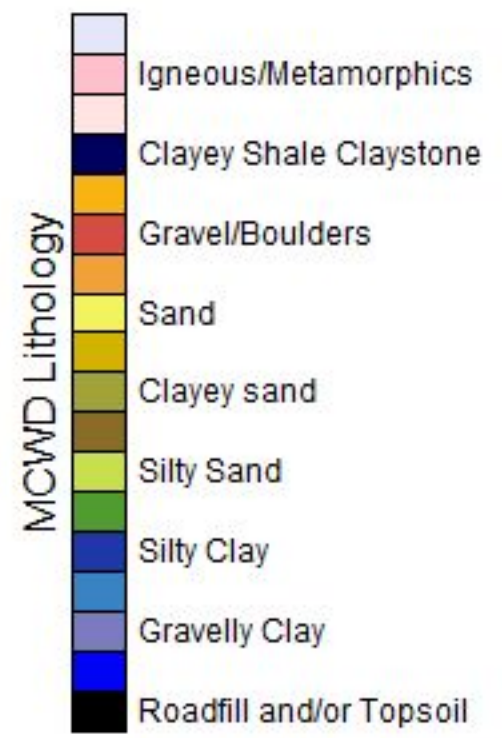 MCWD Lithology
Igneous/Metamorphics
Clayey Shale Claystone
Gravel/Boulders
Sand
Clayey sand
Silty Sand
Silty Clay
Gravelly Clay
Roadfill and/or Topsoil